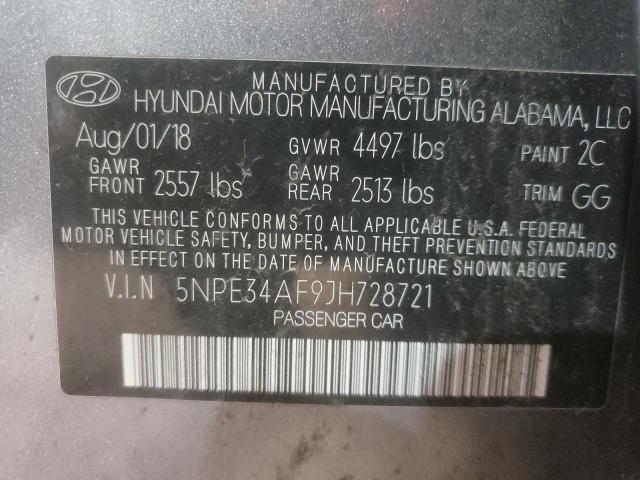 MANUFACTURED BY
HYUNDAI MOTOR MANUFACTURING ALABAMA, LLC
Aug/01/18 GVWR 4497 lbs PAINT 2C
GAWR FRONT 2557 lbs GAWR REAR 2513 lbs TRIM GG
THIS VEHICLE CONFORMS TO ALL APPLICABLE U.S.A. FEDERAL
MOTOR VEHICLE SAFETY, BUMPER, AND THEFT PREVENTION STANDARDS
IN EFFECT ON THE DATE OF MANUFACTURE SHOWN ABOVE
V.I.N 5NPE34AF9JH728721
PASSENGER CAR